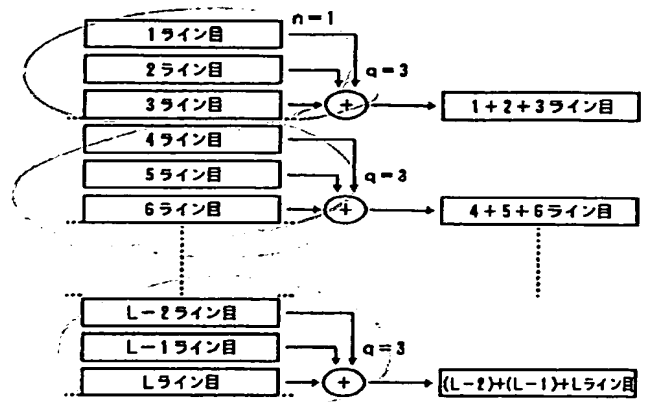 n=1
1ライン目
2ライン目
q=3
3ライン目
+
1+2+3ライン目
4ライン目
5ライン目
q=3
6ライン目
+
4+5+6ライン目
L-2ライン目
L-1ライン目
q=3
Lライン目
+
(L-2)+(L-1)+Lライン目